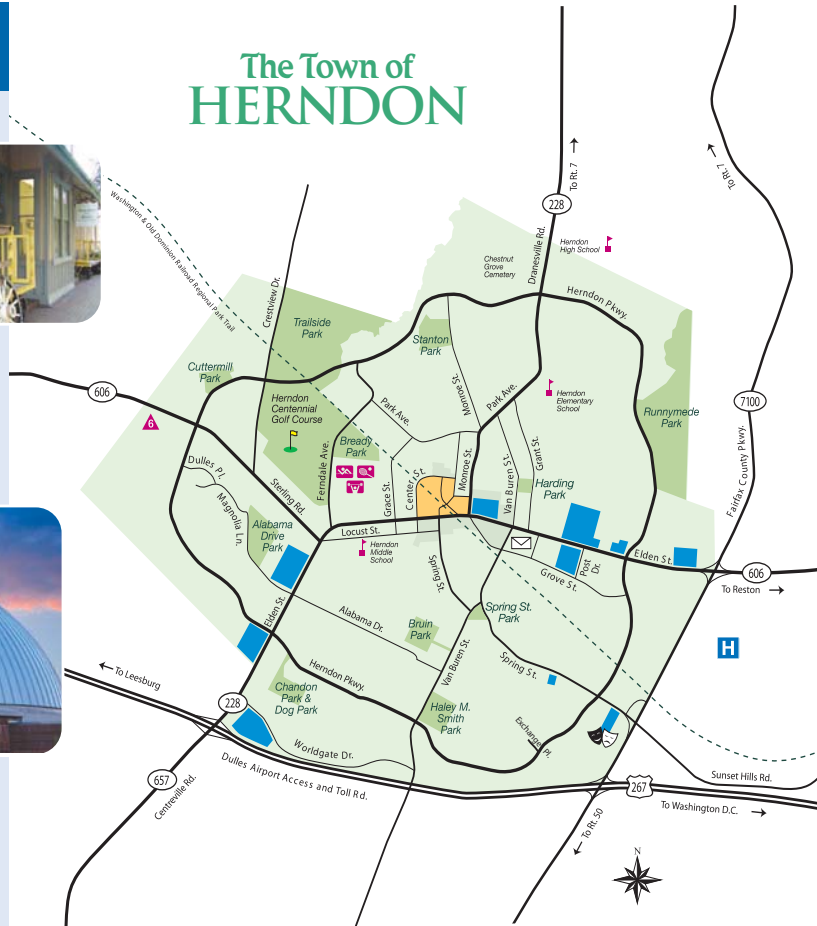 The Town of
HERNDON
To Rt. 7
To Rt. 7
228
Dranesville Rd.
Herndon
High School
Chestnut
Grove
Cemetery
Washington & Old Dominion Railroad Regional Park Trail
Crestview Dr.
Herndon Pkwy.
Trailside
Park
Stanton
Park
Cuttermill
Park
606
6
Herndon
Centennial
Golf Course
Park Ave.
Monroe St.
Park Ave.
Herndon
Elementary
School
Runnymede
Park
7100
Fairfax County Pkwy.
Bready
Park
Ferndale Ave.
Grace St.
Center St.
Monroe St.
Van Buren St.
Grant St.
Harding
Park
Dulles Pl.
Magnolia Ln.
Sterling Rd.
Alabama
Drive
Park
Locust St.
Herndon
Middle
School
Spring St.
Grove St.
Post
Dr.
Elden St.
606
To Reston
Elden St.
Alabama Dr.
Bruin
Park
Spring St.
Park
Van Buren St.
Spring St.
H
To Leesburg
Herndon Pkwy.
Chandon
Park &
Dog Park
Haley M.
Smith
Park
Exchange Pl.
228
Worldgate Dr.
Dulles Airport Access and Toll Rd.
657
Centreville Rd.
267
Sunset Hills Rd.
To Washington D.C.
To Rt. 50
N